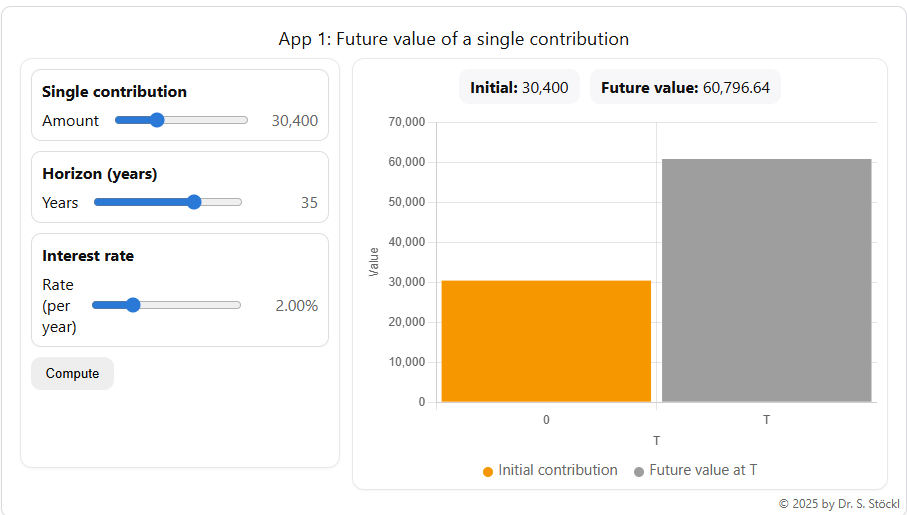 App 1: Future value of a single contribution
Single contribution
Amount 30,400
Horizon (years)
Years 35
Interest rate
Rate
(per
year)
2.00%
Compute
Initial: 30,400 Future value: 60,796.64
70,000
60,000
50,000
40,000
30,000
20,000
10,000
0
Value
0 T
T
Initial contribution Future value at T
© 2025 by Dr. S. Stöckl